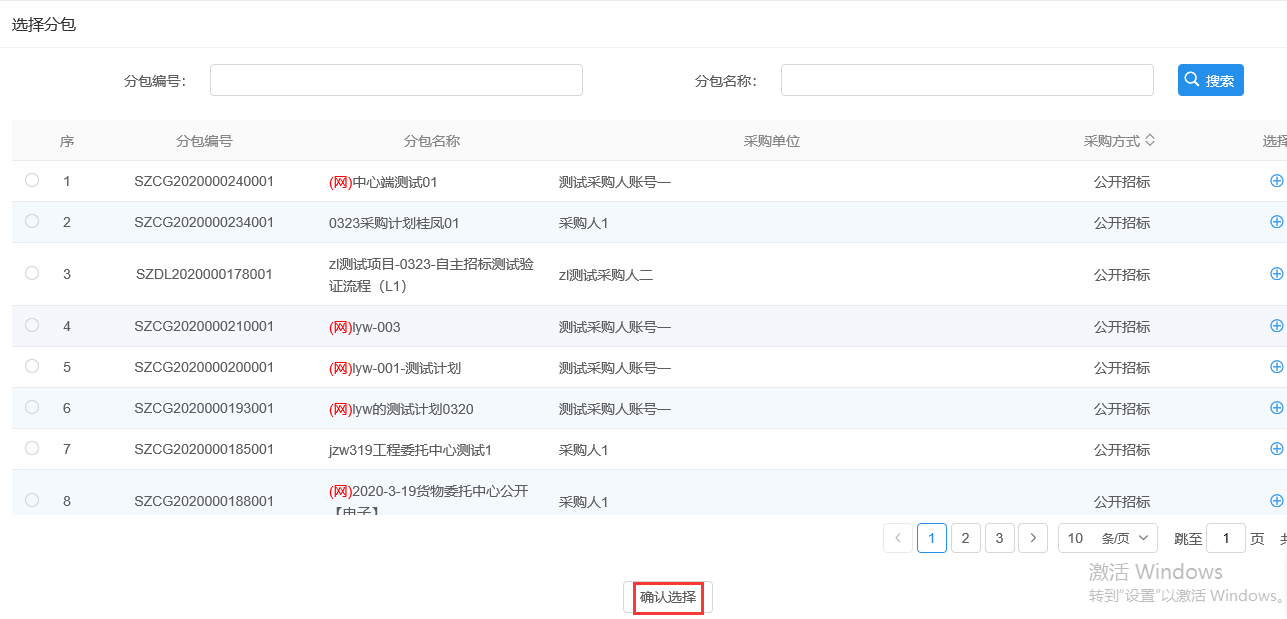 选择分包
分包编号: 分包名称: 搜索
序 分包编号 分包名称 采购单位 采购方式 选择
1 SZCG2020000240001 (网)中心端测试01 测试采购人账号一 公开招标
2 SZCG2020000234001 0323采购计划桂凤01 采购人1 公开招标
3 SZDL2020000178001 zl测试项目-0323-自主招标测试验 zl测试采购人二 公开招标
证流程（L1）
4 SZCG2020000210001 (网)lyw-003 测试采购人账号一 公开招标
5 SZCG2020000200001 (网)lyw-001-测试计划 测试采购人账号一 公开招标
6 SZCG2020000193001 (网)lyw的测试计划0320 测试采购人账号一 公开招标
7 SZCG2020000185001 jzw319工程委托中心测试1 采购人1 公开招标
8 SZCG2020000188001 (网)2020-3-19货物委托中心公开 采购人1 公开招标
【电子】
1 2 3 10 条/页 跳至 1 页 共
激活 Windows
转到"设置"以激活 Windows。
确认选择